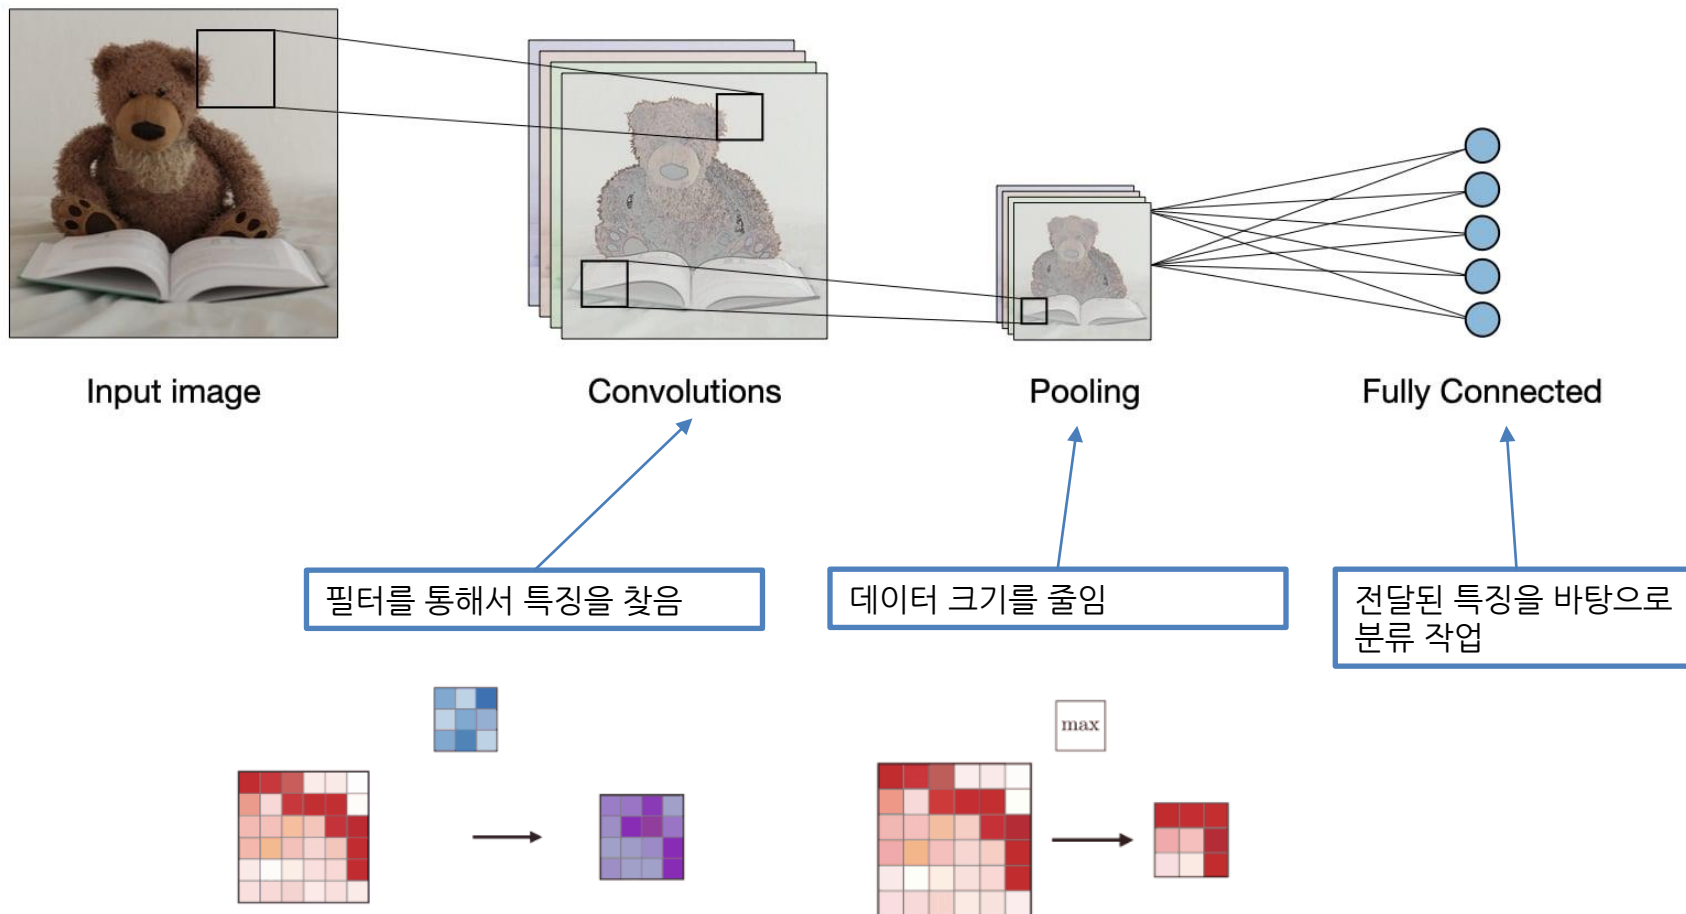 Input image
Convolutions
Pooling
Fully Connected
필터를 통해서 특징을 찾음
데이터 크기를 줄임
전달된 특징을 바탕으로
분류 작업
max